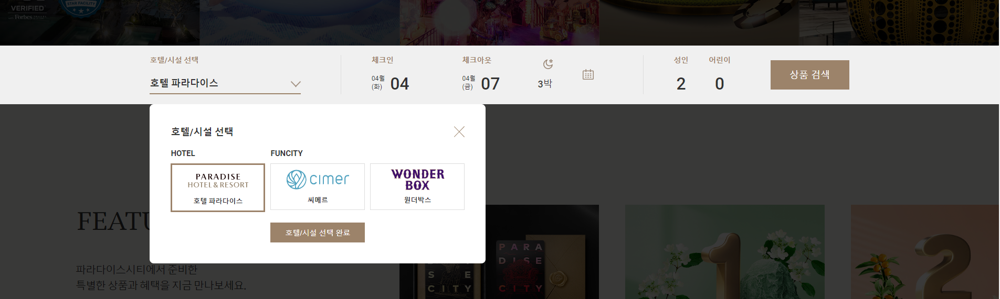 VERIFIED
STAR FACILITY
Forbes
호텔/시설 선택
호텔 파라다이스
체크인
04월
(화)
04
체크아웃
04월
(금)
07
3박
성인
2
어린이
0
상품 검색
호텔/시설 선택
HOTEL
FUNCITY
PARADISE
HOTEL & RESORT
호텔 파라다이스
cimer
씨메르
WONDER
BOX
원더박스
호텔/시설 선택 완료
FEATU
파라다이스시티에서 준비한
특별한 상품과 혜택을 지금 만나보세요.
S E
CITY
PARA
DISE
CITY
1
2